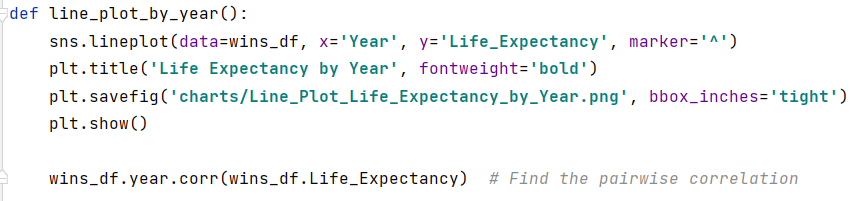 def line_plot_by_year():
    sns.lineplot(data=wins_df, x='Year', y='Life_Expectancy', marker='^')
    plt.title('Life Expectancy by Year', fontweight='bold')
    plt.savefig('charts/Line_Plot_Life_Expectancy_by_Year.png', bbox_inches='tight')
    plt.show()

    wins_df.year.corr(wins_df.Life_Expectancy)  # Find the pairwise correlation